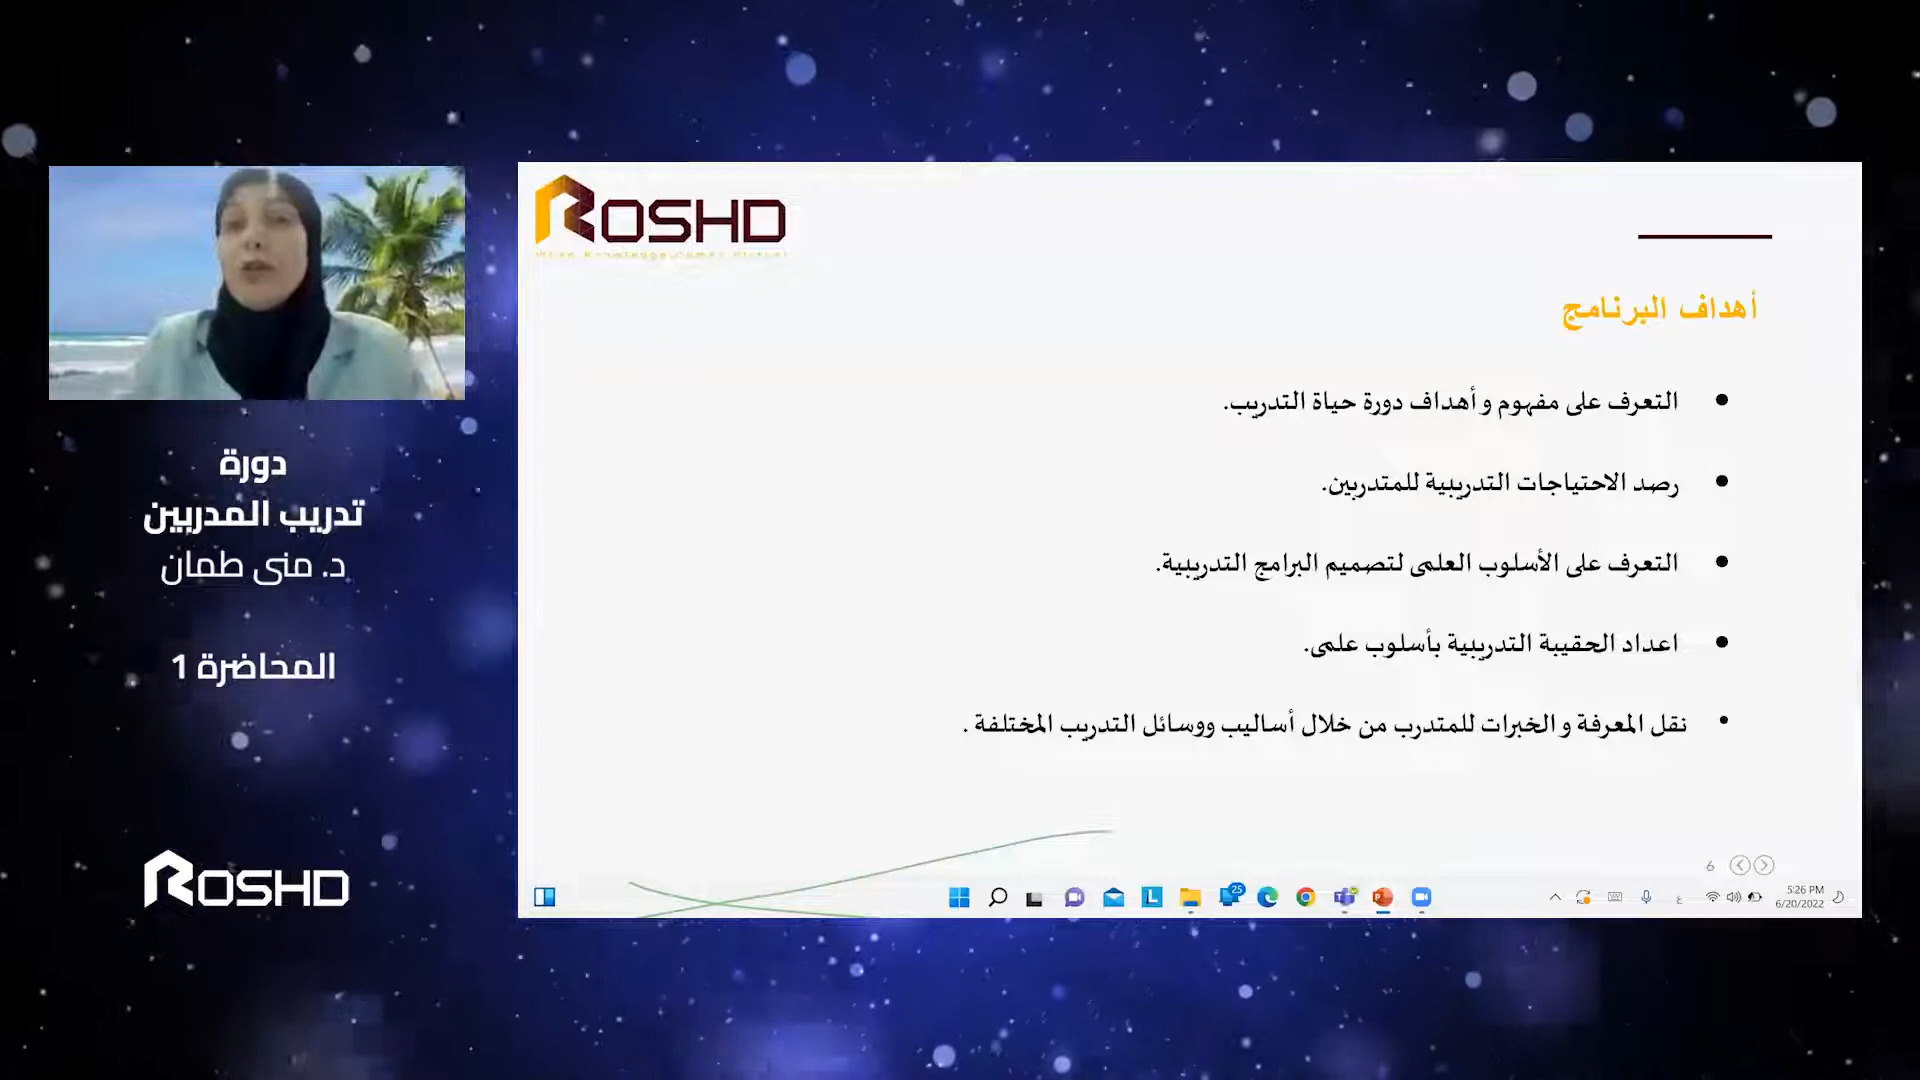 دورة
تدريب المدربين
د. منى طمان
المحاضرة 1
ROSHD
ROSHD
أهداف البرنامج
التعرف على مفهوم و أهداف دورة حياة التدريب.
رصد الاحتياجات التدريبية للمتدربين.
التعرف على الأسلوب العلمى لتصميم البرامج التدريبية.
اعداد الحقيبة التدريبية بأسلوب علمى.
نقل المعرفة و الخبرات للمتدرب من خلال أساليب ووسائل التدريب المختلفة .
6
25
ع
5:26 PM
6/20/2022